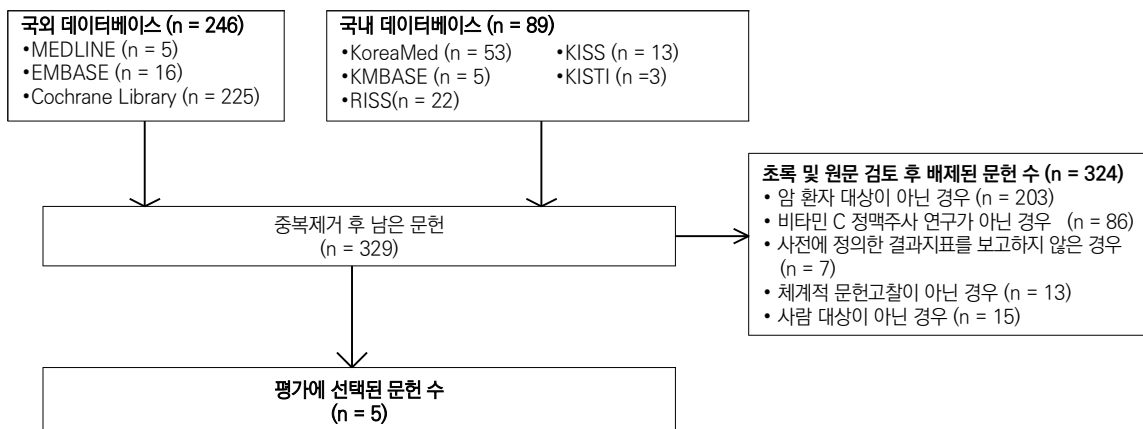 국외 데이터베이스 (n = 246)
•MEDLINE (n = 5)
•EMBASE (n = 16)
•Cochrane Library (n = 225)
국내 데이터베이스 (n = 89)
•KoreaMed (n = 53) •KISS (n = 13)
•KMBASE (n = 5) •KISTI (n =3)
•RISS(n = 22)
중복제거 후 남은 문헌
(n = 329)
초록 및 원문 검토 후 배제된 문헌 수 (n = 324)
• 암 환자 대상이 아닌 경우 (n = 203)
• 비타민 C 정맥주사 연구가 아닌 경우 (n = 86)
• 사전에 정의한 결과지표를 보고하지 않은 경우
(n = 7)
• 체계적 문헌고찰이 아닌 경우 (n = 13)
• 사람 대상이 아닌 경우 (n = 15)
평가에 선택된 문헌 수
(n = 5)